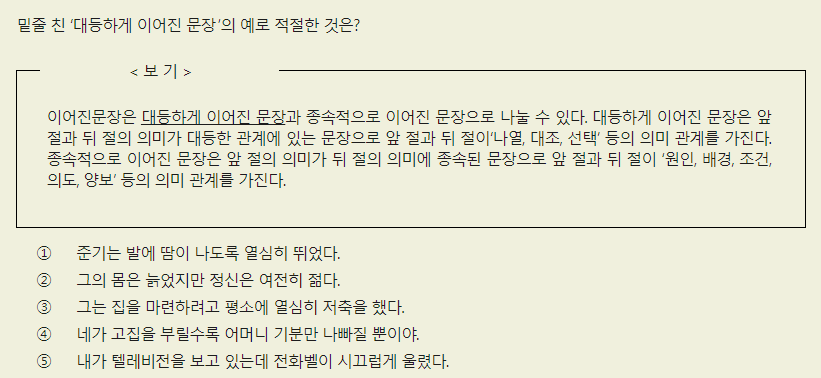 밑줄 친 ‘대등하게 이어진 문장’의 예로 적절한 것은?
< 보 기 >
이어진문장은 대등하게 이어진 문장과 종속적으로 이어진 문장으로 나눌 수 있다. 대등하게 이어진 문장은 앞
절과 뒤 절의 의미가 대등한 관계에 있는 문장으로 앞 절과 뒤 절이‘나열, 대조, 선택’ 등의 의미 관계를 가진다.
종속적으로 이어진 문장은 앞 절의 의미가 뒤 절의 의미에 종속된 문장으로 앞 절과 뒤 절이 ‘원인, 배경, 조건,
의도, 양보’ 등의 의미 관계를 가진다.
① 준기는 발에 땀이 나도록 열심히 뛰었다.
② 그의 몸은 늙었지만 정신은 여전히 젊다.
③ 그는 집을 마련하려고 평소에 열심히 저축을 했다.
④ 네가 고집을 부릴수록 어머니 기분만 나빠질 뿐이야.
⑤ 내가 텔레비전을 보고 있는데 전화벨이 시끄럽게 울렸다.